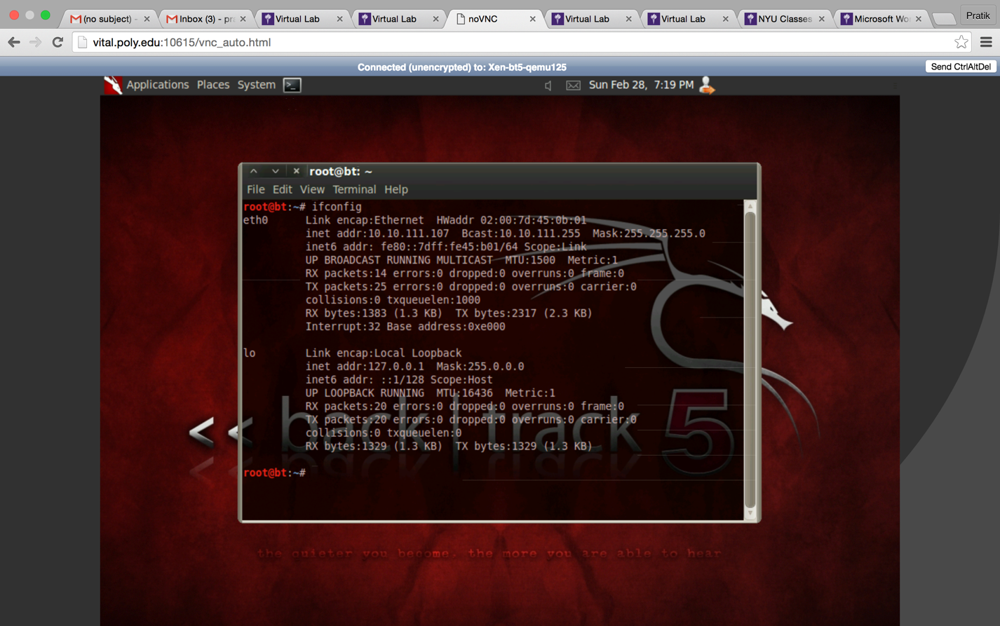 (no subject) -
Inbox (3) - pra
Virtual Lab
Virtual Lab
noVNC
Virtual Lab
Virtual Lab
NYU Classes
Microsoft Wor
Pratik
vital.poly.edu:10615/vnc_auto.html
Connected (unencrypted) to: Xen-bt5-qemu125
Send CtrlAltDel
Applications Places System
Sun Feb 28, 7:19 PM
root@bt: ~
File Edit View Terminal Help
root@bt:~# ifconfig
eth0 Link encap:Ethernet HWaddr 02:00:7d:45:0b:01
inet addr:10.10.111.107 Bcast:10.10.111.255 Mask:255.255.255.0
inet6 addr: fe80::7dff:fe45:b01/64 Scope:Link
UP BROADCAST RUNNING MULTICAST MTU:1500 Metric:1
RX packets:14 errors:0 dropped:0 overruns:0 frame:0
TX packets:25 errors:0 dropped:0 overruns:0 carrier:0
collisions:0 txqueuelen:1000
RX bytes:1383 (1.3 KB) TX bytes:2317 (2.3 KB)
Interrupt:32 Base address:0xe000
lo Link encap:Local Loopback
inet addr:127.0.0.1 Mask:255.0.0.0
inet6 addr: ::1/128 Scope:Host
UP LOOPBACK RUNNING MTU:16436 Metric:1
RX packets:20 errors:0 dropped:0 overruns:0 frame:0
TX packets:20 errors:0 dropped:0 overruns:0 carrier:0
collisions:0 txqueuelen:0
RX bytes:1329 (1.3 KB) TX bytes:1329 (1.3 KB)
root@bt:~#
<< back | track 5
the quieter you become, the more you are able to hear